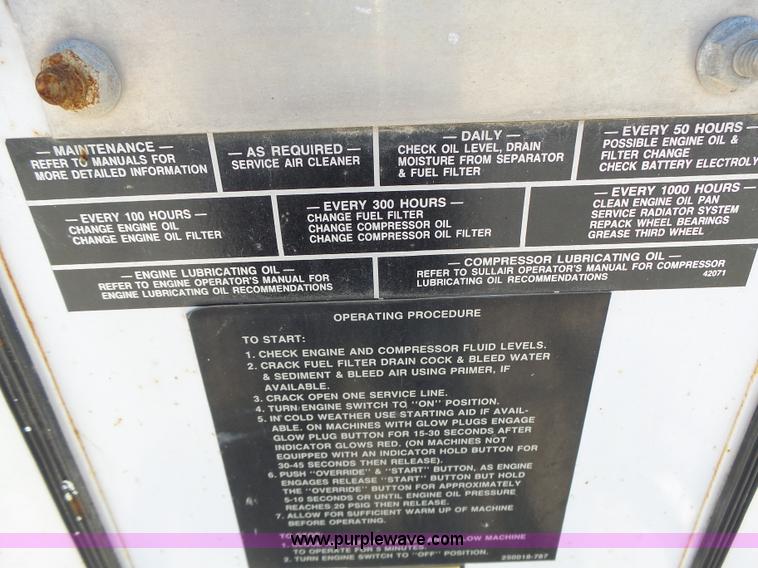 — MAINTENANCE —
REFER TO MANUALS FOR
MORE DETAILED INFORMATION
— AS REQUIRED —
SERVICE AIR CLEANER
— DAILY —
CHECK OIL LEVEL, DRAIN
MOISTURE FROM SEPARATOR
& FUEL FILTER
— EVERY 50 HOURS —
POSSIBLE ENGINE OIL &
FILTER CHANGE
CHECK BATTERY ELECTROLY
— EVERY 100 HOURS —
CHANGE ENGINE OIL
CHANGE ENGINE OIL FILTER
— EVERY 300 HOURS —
CHANGE FUEL FILTER
CHANGE COMPRESSOR OIL
CHANGE COMPRESSOR OIL FILTER
— EVERY 1000 HOURS —
CLEAN ENGINE OIL PAN
SERVICE RADIATOR SYSTEM
REPACK WHEEL BEARINGS
GREASE THIRD WHEEL
— ENGINE LUBRICATING OIL —
REFER TO ENGINE OPERATOR'S MANUAL FOR
ENGINE LUBRICATING OIL RECOMMENDATIONS
— COMPRESSOR LUBRICATING OIL —
REFER TO SULLAIR OPERATOR'S MANUAL FOR COMPRESSOR
LUBRICATING OIL RECOMMENDATIONS 42071
OPERATING PROCEDURE
TO START:
1. CHECK ENGINE AND COMPRESSOR FLUID LEVELS.
2. CRACK FUEL FILTER DRAIN COCK & BLEED WATER
& SEDIMENT & BLEED AIR USING PRIMER, IF
AVAILABLE.
3. CRACK OPEN ONE SERVICE LINE.
4. TURN ENGINE SWITCH TO "ON" POSITION.
5. IN COLD WEATHER USE STARTING AID IF AVAIL-
ABLE. ON MACHINES WITH GLOW PLUGS ENGAGE
GLOW PLUG BUTTON FOR 15-30 SECONDS AFTER
INDICATOR GLOWS RED. (ON MACHINES NOT
EQUIPPED WITH AN INDICATOR HOLD BUTTON FOR
30-45 SECONDS THEN RELEASE).
6. PUSH "OVERRIDE" & "START" BUTTON, AS ENGINE
ENGAGES RELEASE "START" BUTTON BUT HOLD
THE "OVERRIDE" BUTTON FOR APPROXIMATELY
5-10 SECONDS OR UNTIL ENGINE OIL PRESSURE
REACHES 20 PSIG THEN RELEASE.
7. ALLOW FOR SUFFICIENT WARM UP OF MACHINE
BEFORE OPERATING.
TO
1. LOW MACHINE
TO OPERATE FOR 5 MINUTES.
2. TURN ENGINE SWITCH TO "OFF" POSITION.
250018-787
www.purplewave.com